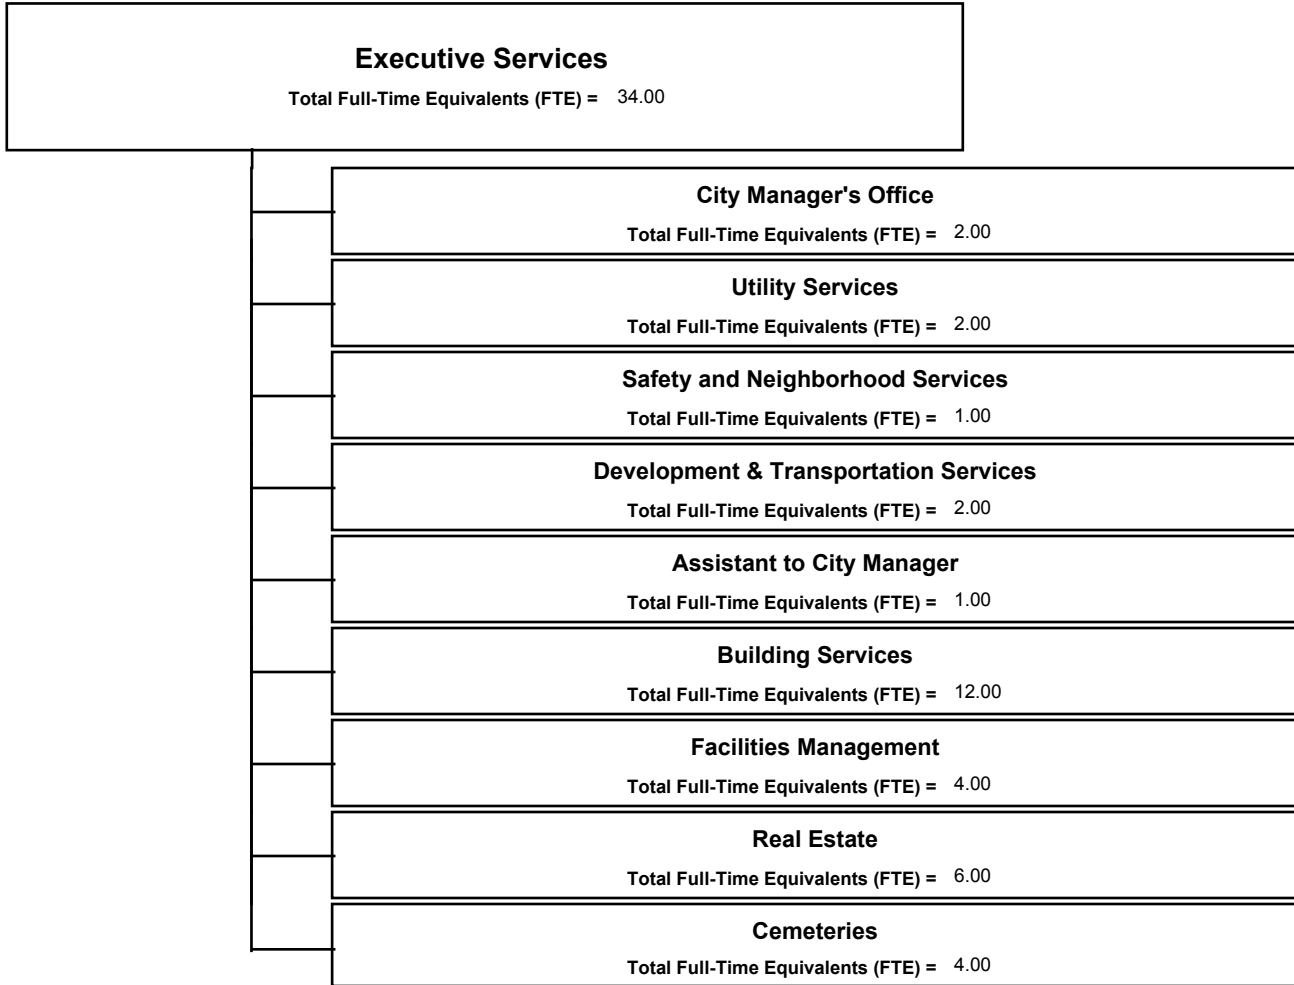 Executive Services
Total Full-Time Equivalents (FTE) = 34.00
City Manager's Office
Total Full-Time Equivalents (FTE) = 2.00
Utility Services
Total Full-Time Equivalents (FTE) = 2.00
Safety and Neighborhood Services
Total Full-Time Equivalents (FTE) = 1.00
Development & Transportation Services
Total Full-Time Equivalents (FTE) = 2.00
Assistant to City Manager
Total Full-Time Equivalents (FTE) = 1.00
Building Services
Total Full-Time Equivalents (FTE) = 12.00
Facilities Management
Total Full-Time Equivalents (FTE) = 4.00
Real Estate
Total Full-Time Equivalents (FTE) = 6.00
Cemeteries
Total Full-Time Equivalents (FTE) = 4.00